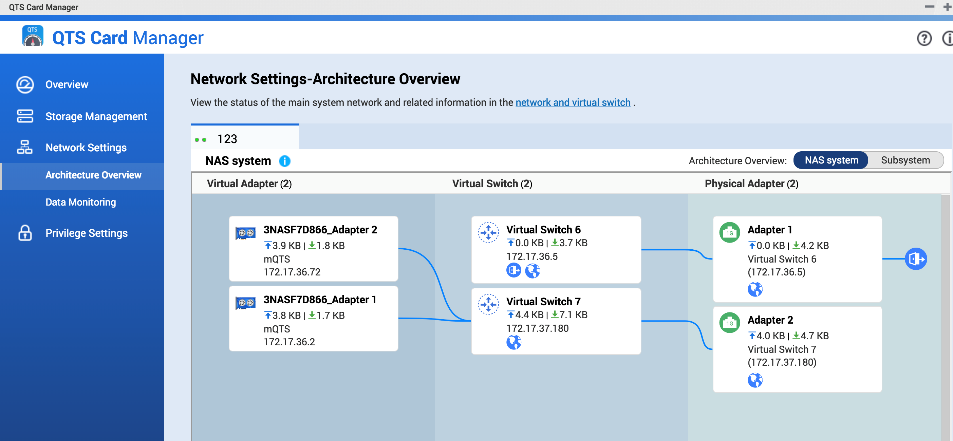 QTS Card Manager
QTS
QTS Card Manager
Overview
Storage Management
Network Settings
Architecture Overview
Data Monitoring
Privilege Settings
Network Settings-Architecture Overview
View the status of the main system network and related information in the network and virtual switch .
123
NAS system
Architecture Overview: NAS system Subsystem
Virtual Adapter (2) Virtual Switch (2) Physical Adapter (2)
3NASF7D866_Adapter 2
3.9 KB | 1.8 KB
mQTS
172.17.36.72
3NASF7D866_Adapter 1
3.8 KB | 1.7 KB
mQTS
172.17.36.2
Virtual Switch 6
0.0 KB | 3.7 KB
172.17.36.5
Virtual Switch 7
4.4 KB | 7.1 KB
172.17.37.180
Adapter 1
0.0 KB | 4.2 KB
Virtual Switch 6
(172.17.36.5)
Adapter 2
4.0 KB | 4.7 KB
Virtual Switch 7
(172.17.37.180)